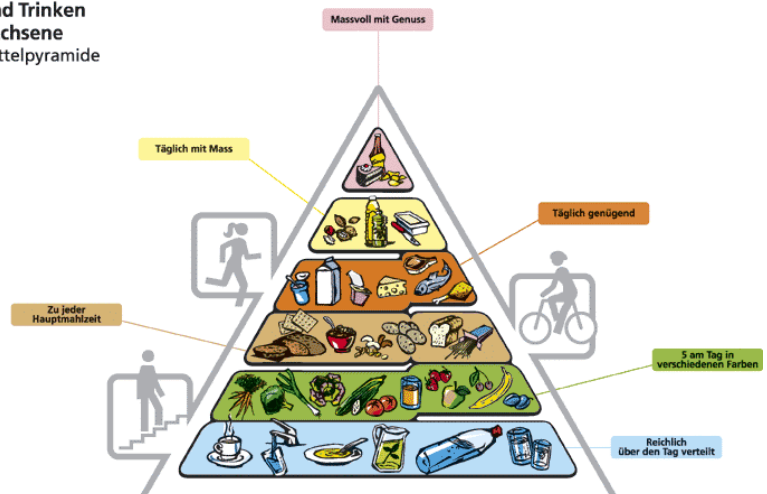 nd Trinken
chsene
ttelpyramide
Massvoll mit Genuss
Täglich mit Mass
Täglich genügend
Zu jeder
Hauptmahlzeit
5 am Tag in
verschiedenen Farben
Reichlich
über den Tag verteilt